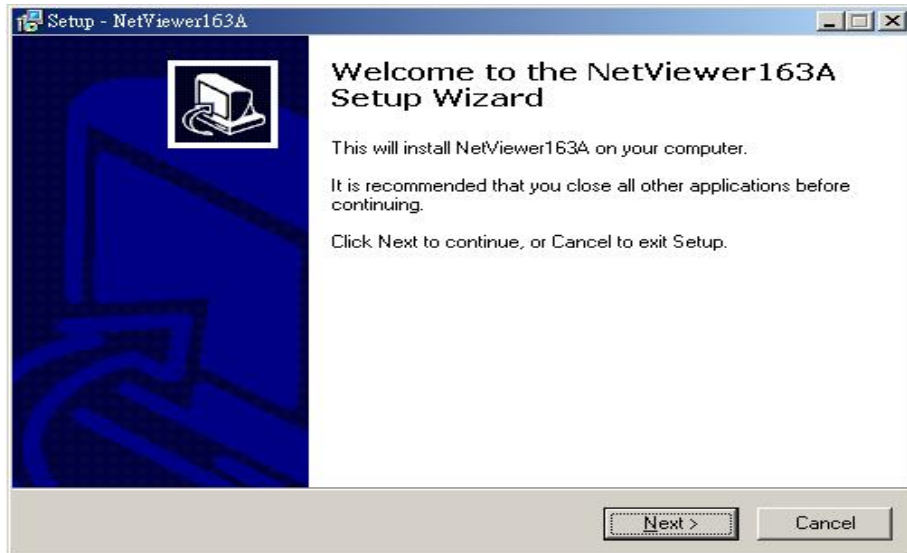 Setup - NetViewer163A
Welcome to the NetViewer163A
Setup Wizard
This will install NetViewer163A on your computer.
It is recommended that you close all other applications before
continuing.
Click Next to continue, or Cancel to exit Setup.
Next >
Cancel